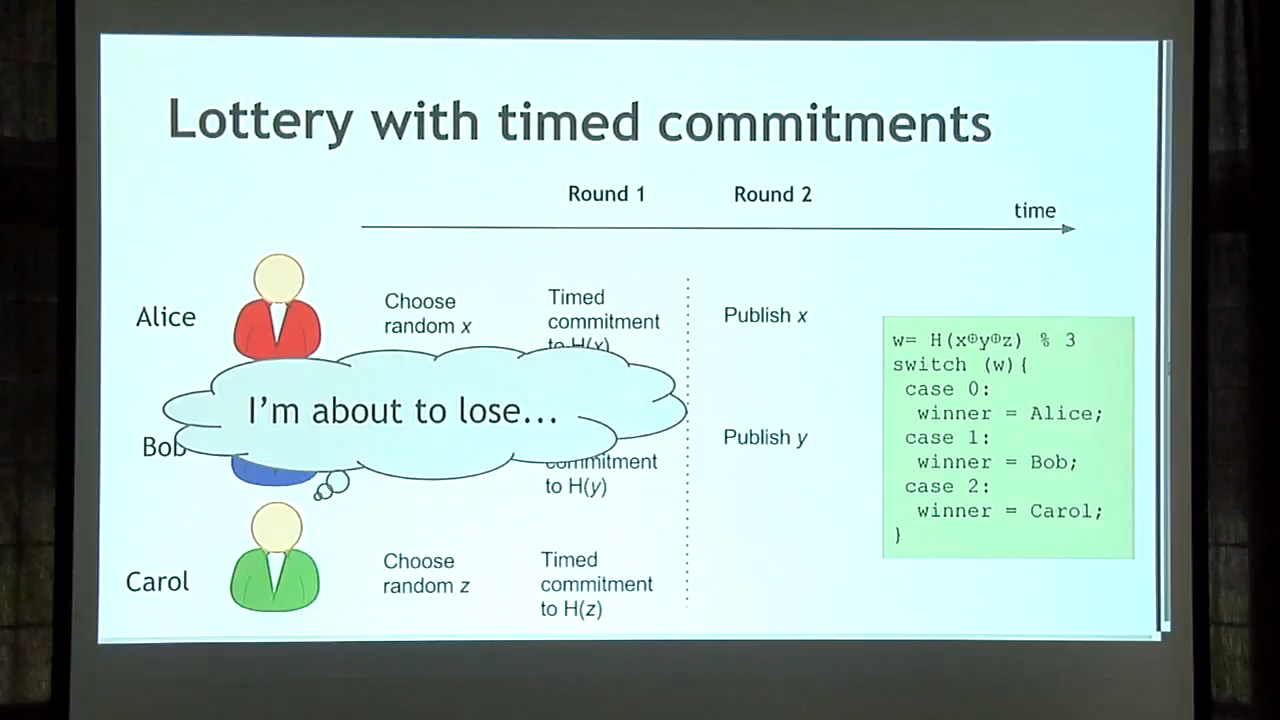 Lottery with timed commitments
Round 1
Round 2
time
Alice
Choose
random x
Timed
commitment
to H(x)
Publish x
I'm about to lose...
Bob
commitment
to H(y)
Publish y
Carol
Choose
random z
Timed
commitment
to H(z)
w= H(x⊕y⊕z) % 3
switch (w){
case 0:
winner = Alice;
case 1:
winner = Bob;
case 2:
winner = Carol;
}